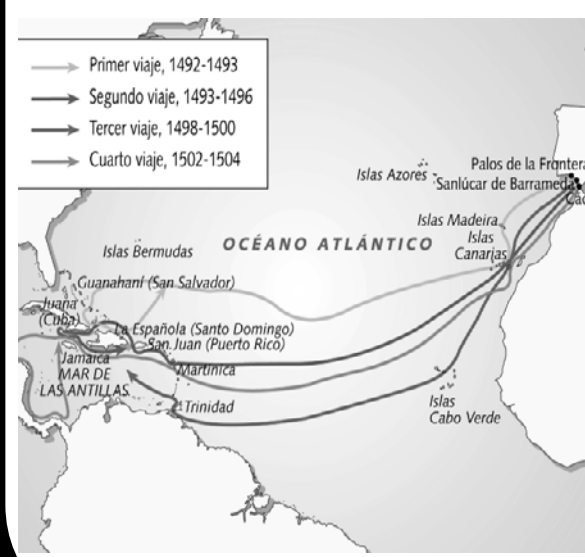 Primer viaje, 1492-1493
Segundo viaje, 1493-1496
Tercer viaje, 1498-1500
Cuarto viaje, 1502-1504
Islas Azores
Palos de la Frontera
Sanlúcar de Barrameda
Các
Islas Madeira
Islas
Canarias
OCÉANO ATLÁNTICO
Islas Bermudas
Guanahaní (San Salvador)
Juana
(Cuba)
La Española (Santo Domingo)
San Juan (Puerto Rico)
Jamaica
Martinica
MAR DE
LAS ANTILLAS
Trinidad
Islas
Cabo Verde